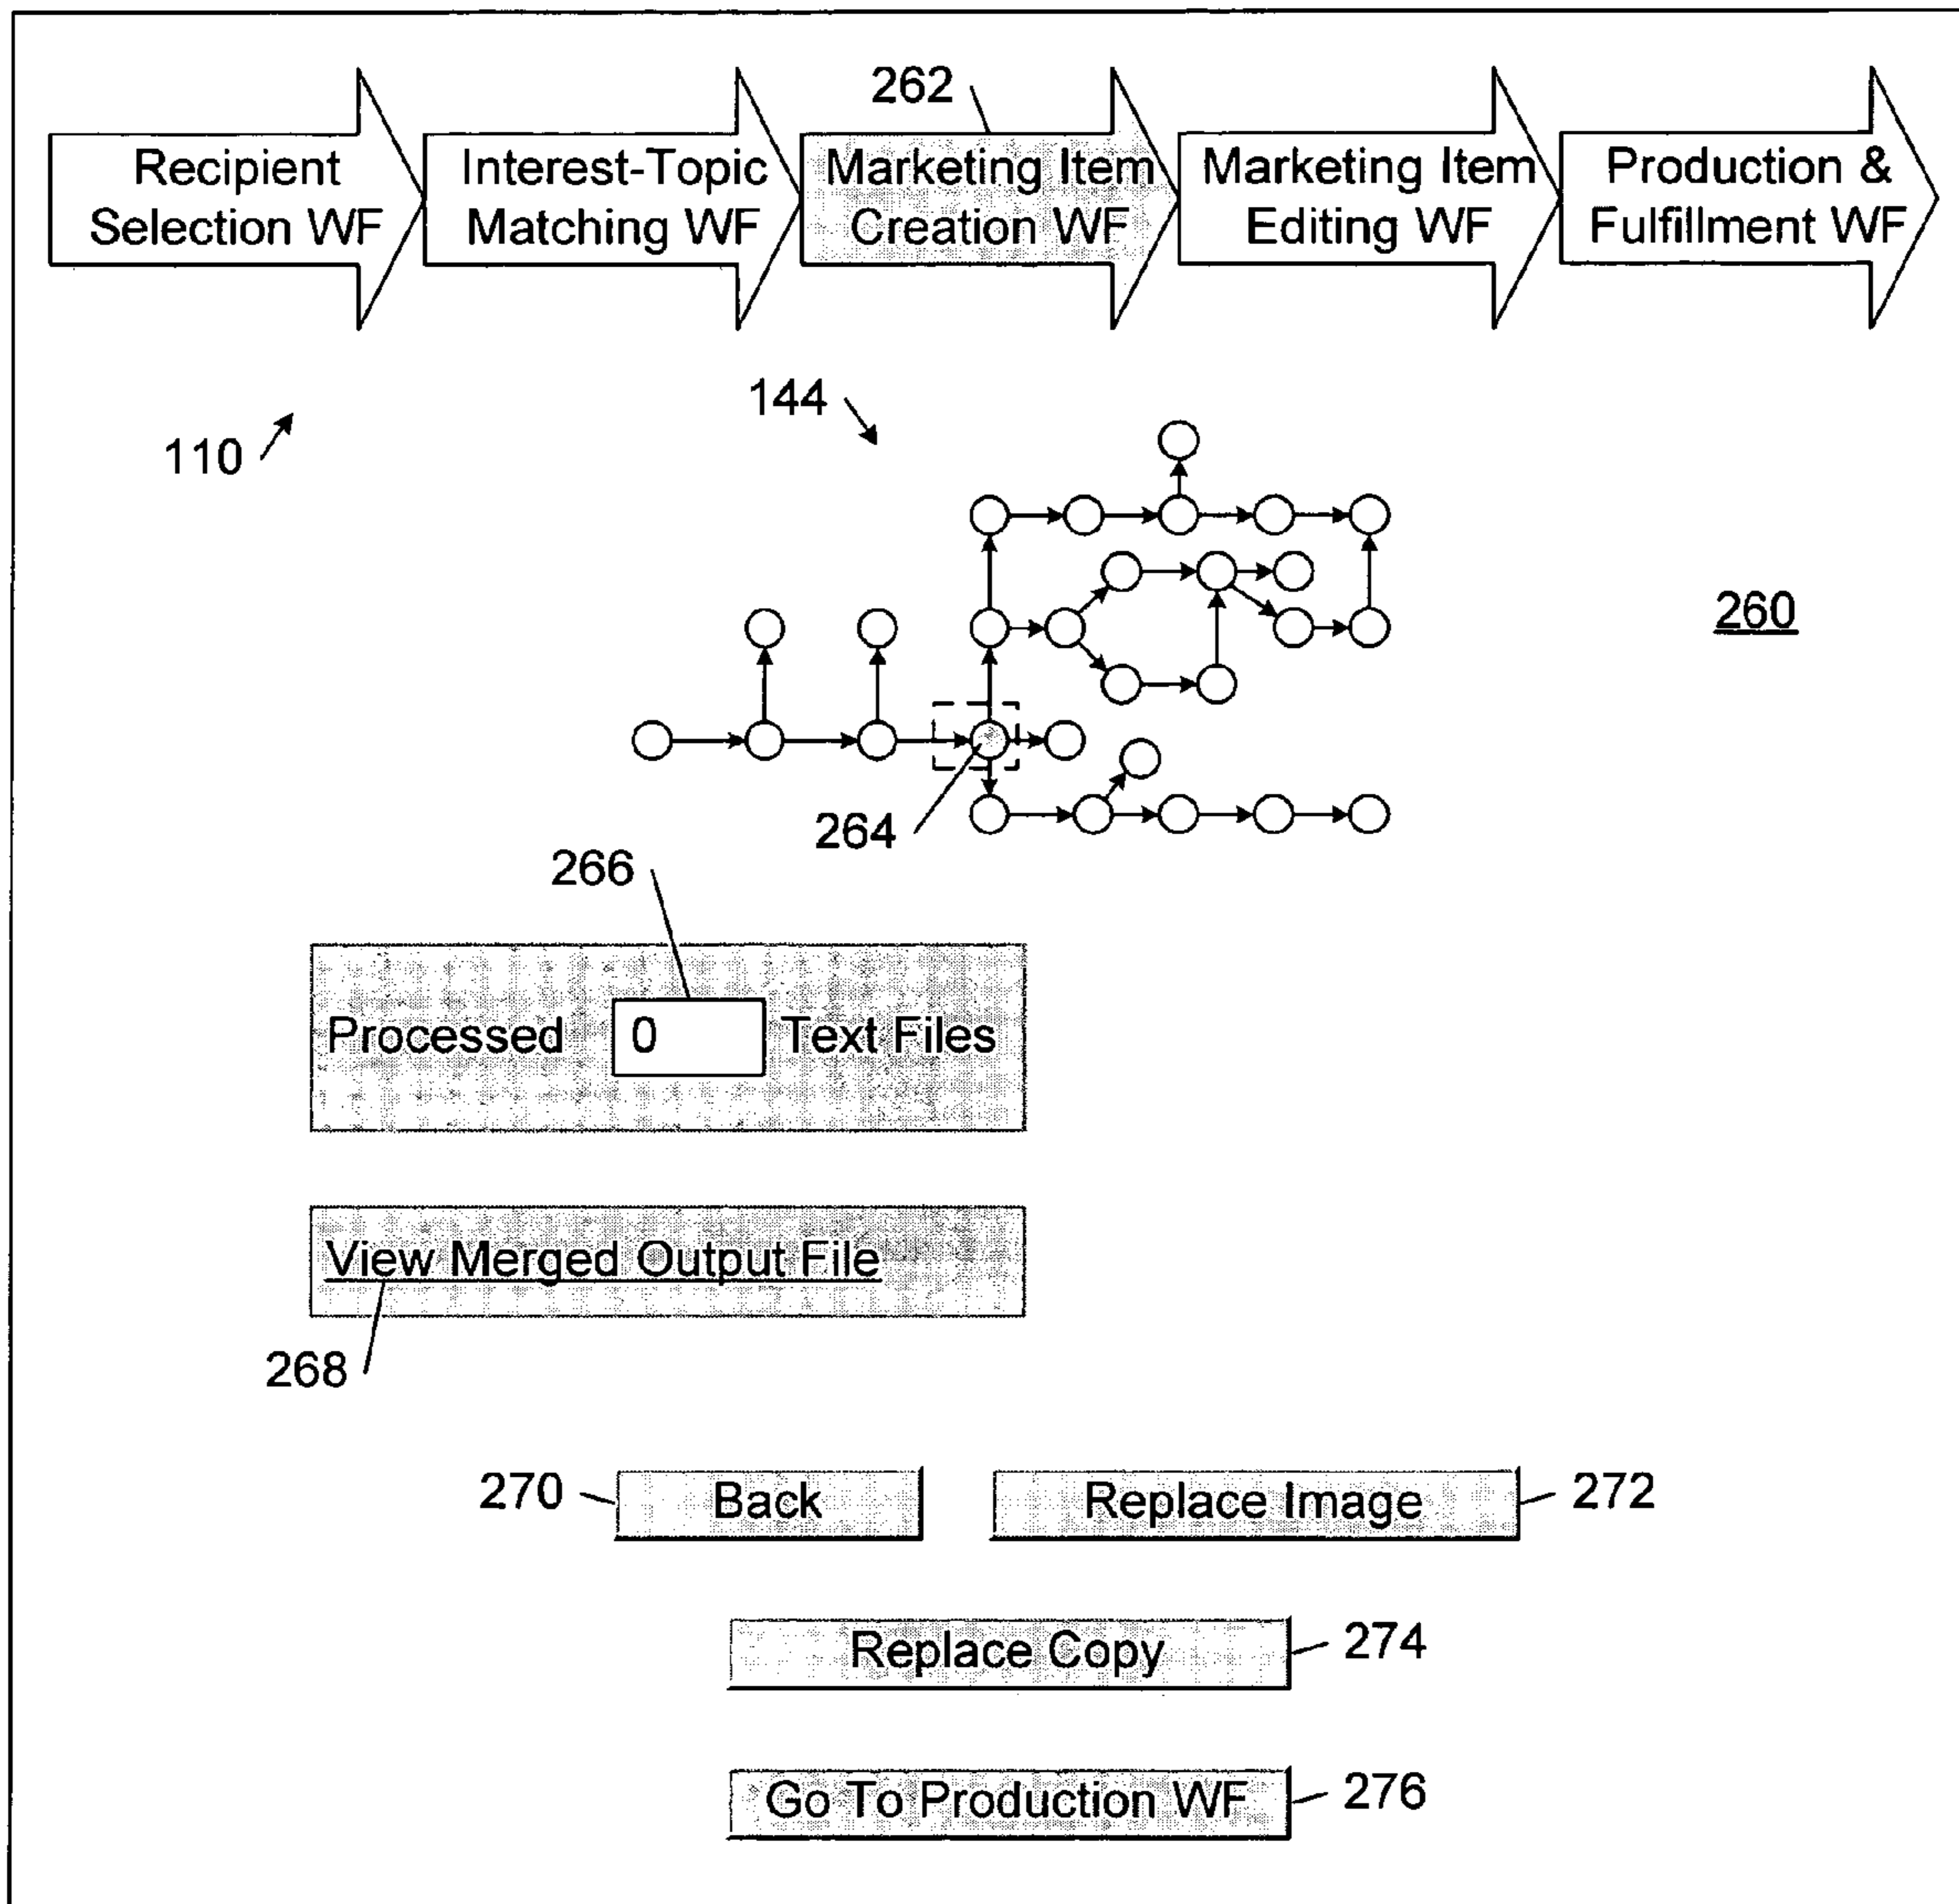 262
Recipient
Selection WF
Interest-Topic
Matching WF
Marketing Item
Creation WF
Marketing Item
Editing WF
Production &
Fulfillment WF
144
110
260
264
266
Processed 0 Text Files
View Merged Output File
268
270 Back Replace Image 272
Replace Copy 274
Go To Production WF 276